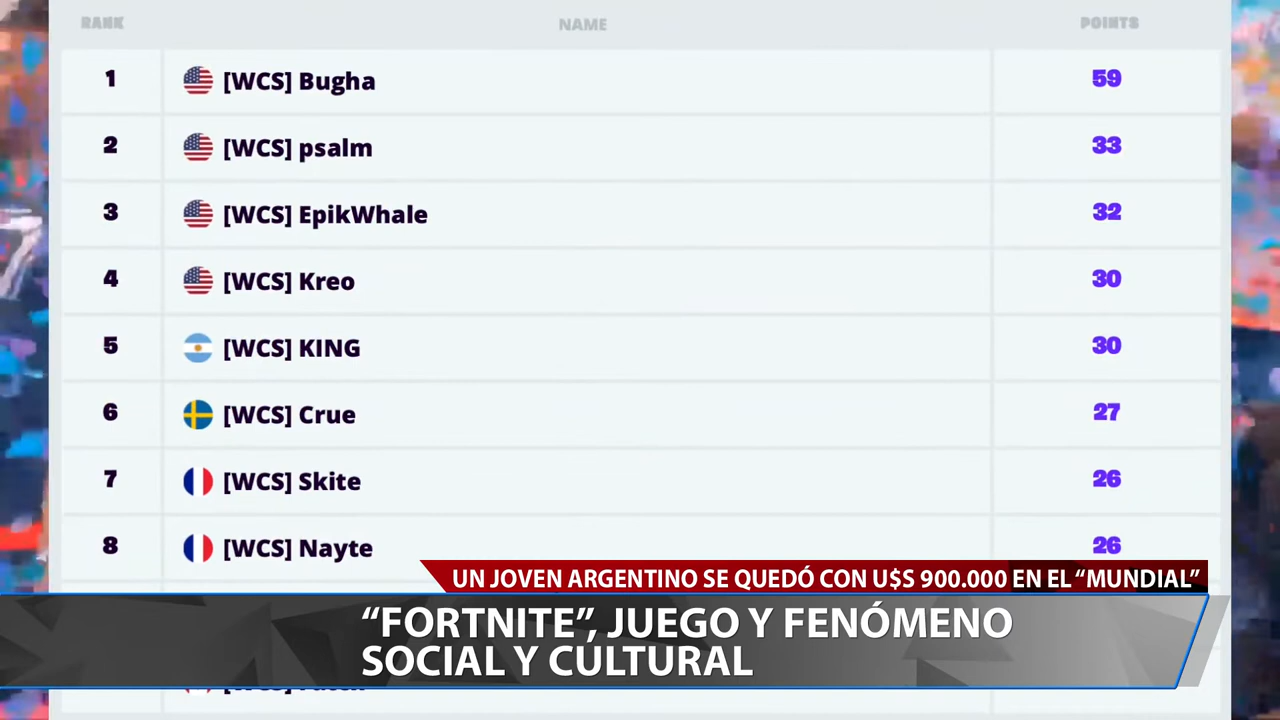 RANK NAME POINTS
1 [WCS] Bugha 59
2 [WCS] psalm 33
3 [WCS] EpikWhale 32
4 [WCS] Kreo 30
5 [WCS] KING 30
6 [WCS] Crue 27
7 [WCS] Skite 26
8 [WCS] Nayte 26
UN JOVEN ARGENTINO SE QUEDÓ CON U$S 900.000 EN EL “MUNDIAL”
“FORTNITE”, JUEGO Y FENÓMENO
SOCIAL Y CULTURAL